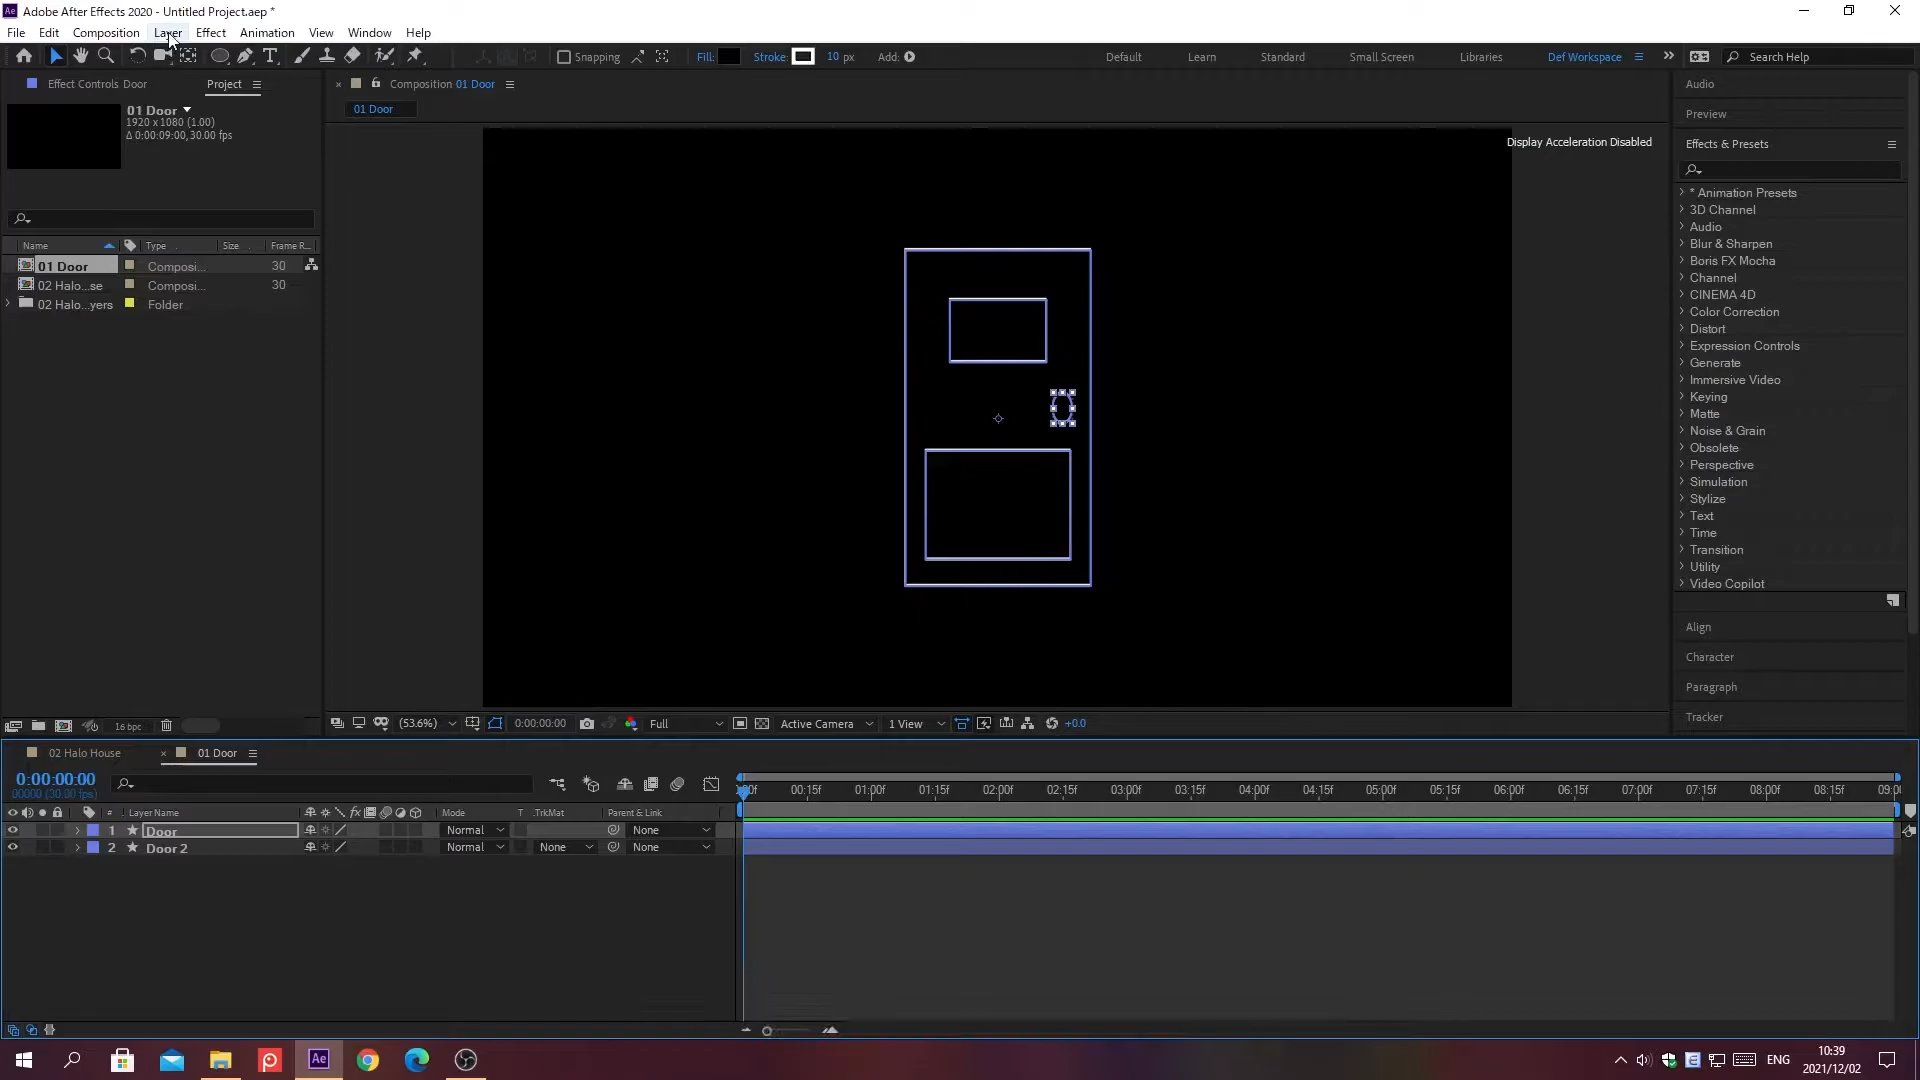 Adobe After Effects 2020 - Untitled Project.aep *
File Edit Composition Layer Effect Animation View Window Help
Snapping Fill: Stroke: 10 px Add: Default Learn Standard Small Screen Libraries Def Workspace Search Help
Effect Controls Door Project
Composition 01 Door
01 Door
01 Door
1920 x 1080 (1.00)
Δ 0:00:09:00, 30.00 fps
Display Acceleration Disabled
Name Type Size Frame R...
01 Door Composi... 30
02 Halo...se Composi... 30
02 Halo...yers Folder
16 bpc
Audio
Preview
Effects & Presets
* Animation Presets
3D Channel
Audio
Blur & Sharpen
Boris FX Mocha
Channel
CINEMA 4D
Color Correction
Distort
Expression Controls
Generate
Immersive Video
Keying
Matte
Noise & Grain
Obsolete
Perspective
Simulation
Stylize
Text
Time
Transition
Utility
Video Copilot
Align
Character
Paragraph
Tracker
(53.6%) 0:00:00:00 Full Active Camera 1 View +0.0
02 Halo House 01 Door
0:00:00:00
00000 (30.00 fps)
00f 00:15f 01:00f 01:15f 02:00f 02:15f 03:00f 03:15f 04:00f 04:15f 05:00f 05:15f 06:00f 06:15f 07:00f 07:15f 08:00f 08:15f 09:00
# Layer Name fx Mode T .TrkMat Parent & Link
1 Door Normal None
2 Door 2 Normal None None
Ae ENG 10:39
2021/12/02